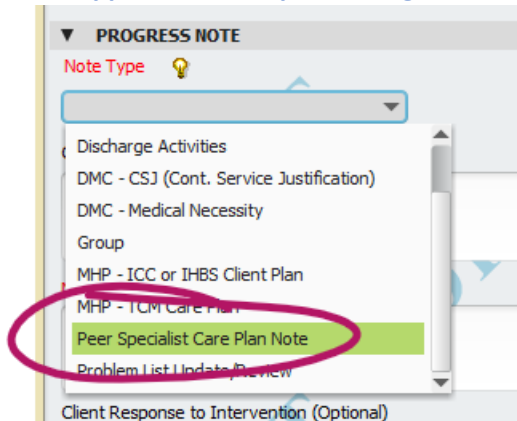 PROGRESS NOTE
Note Type
Discharge Activities
DMC - CSJ (Cont. Service Justification)
DMC - Medical Necessity
Group
MHP - ICC or IHBS Client Plan
MHP - TCM Care Plan
Peer Specialist Care Plan Note
Problem List Update/Review
Client Response to Intervention (Optional)